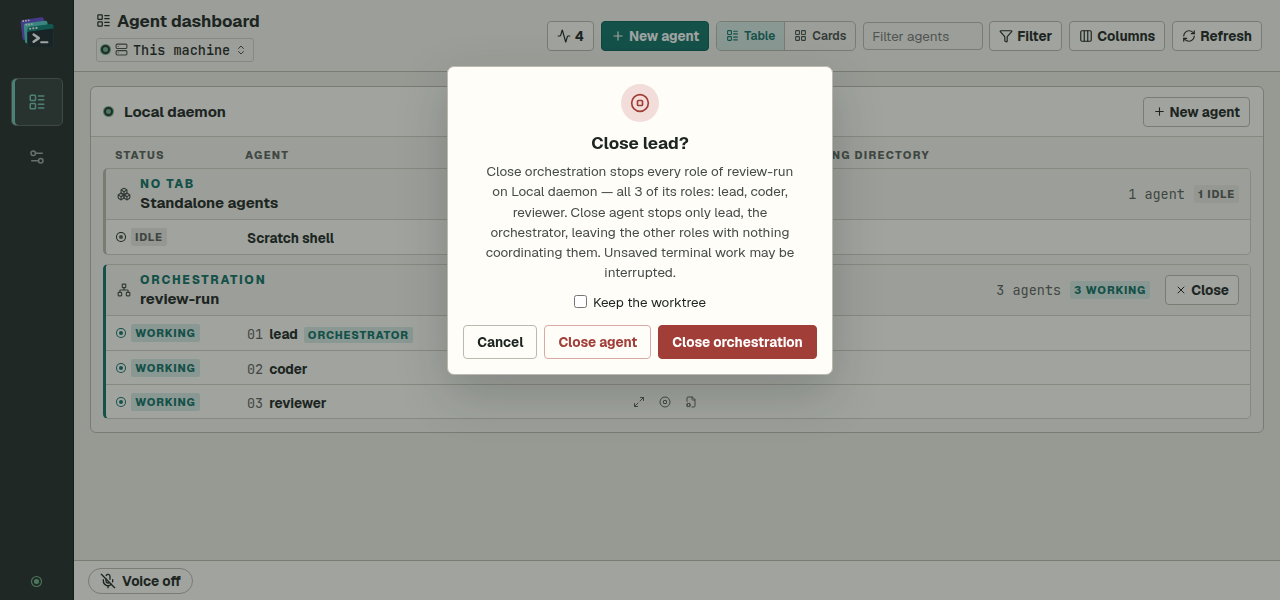 Agent dashboard
This machine
4
New agent
Table
Cards
Filter agents
Filter
Columns
Refresh
Local daemon
New agent
STATUS
AGENT
NG DIRECTORY
NO TAB
Standalone agents
1 agent
1 IDLE
IDLE
Scratch shell
ORCHESTRATION
review-run
3 agents
3 WORKING
Close
WORKING
01 lead
ORCHESTRATOR
WORKING
02 coder
WORKING
03 reviewer
Close lead?
Close orchestration stops every role of review-run
on Local daemon — all 3 of its roles: lead, coder,
reviewer. Close agent stops only lead, the
orchestrator, leaving the other roles with nothing
coordinating them. Unsaved terminal work may be
interrupted.
Keep the worktree
Cancel
Close agent
Close orchestration
Voice off